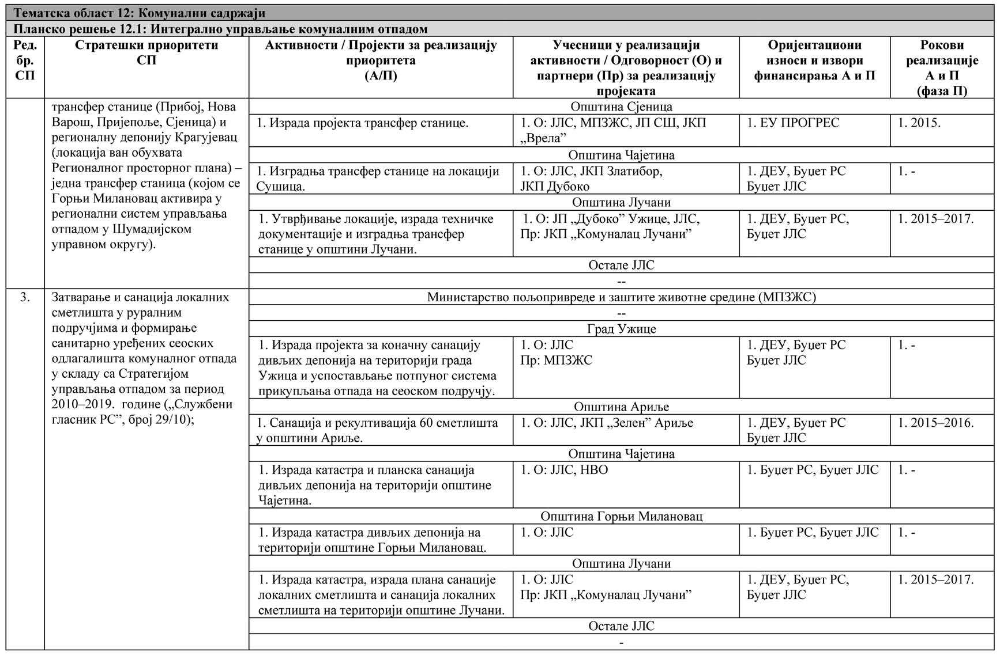 Тематска област 12: Комунални садржаји
Планско решење 12.1: Интегрално управљање комуналним отпадом
Ред.
бр.
СП
Стратешки приоритети
СП
Активности / Пројекти за реализацију
приоритета
(А/П)
Учесници у реализацији
активности / Одговорност (О) и
партнери (Пр) за реализацију
пројеката
Оријентациони
износи и извори
финансирања А и П
Рокови
реализације
А и П
(фаза П)
трансфер станице (Прибој, Нова
Варош, Пријепоље, Сјеница) и
регионалну депонију Крагујевац
(локација ван обухвата
Регионалног просторног плана) –
једна трансфер станица (којом се
Горњи Милановац активира у
регионални систем управљања
отпадом у Шумадијском
управном округу).
Општина Сјеница
1. Израда пројекта трансфер станице.
1. О: ЈЛС, МПЗЖС, ЈП СШ, ЈКП
„Врела”
1. ЕУ ПРОГРЕС
1. 2015.
Општина Чајетина
1. Изградња трансфер станице на локацији
Сушица.
1. О: ЈЛС, ЈКП Златибор,
ЈКП Дубоко
1. ДЕУ, Буџет РС
Буџет ЈЛС
1. -
Општина Лучани
1. Утврђивање локације, израда техничке
документације и изградња трансфер
станице у општини Лучани.
1. О: ЈП „Дубоко” Ужице, ЈЛС,
Пр: ЈКП „Комуналац Лучани”
1. ДЕУ, Буџет РС,
Буџет ЈЛС
1. 2015–2017.
Остале ЈЛС
--
3.
Затварање и санација локалних
сметлишта у руралним
подручјима и формирање
санитарно уређених сеоских
одлагалишта комуналног отпада
у складу са Стратегијом
управљања отпадом за период
2010–2019.  године („Службени
гласник РС”, број 29/10);
Министарство пољопривреде и заштите животне средине (МПЗЖС)
--
Град Ужице
1. Израда пројекта за коначну санацију
дивљих депонија на територији града
Ужица и успостављање потпуног система
прикупљања отпада на сеоском подручју.
1. О: ЈЛС
Пр: МПЗЖС
1. ДЕУ, Буџет РС
Буџет ЈЛС
1. -
Општина Ариље
1. Санација и рекултивација 60 сметлишта
у општини Ариље.
1. О: ЈЛС, ЈКП „Зелен” Ариље
1. ДЕУ, Буџет РС
Буџет ЈЛС
1. 2015–2016.
Општина Чајетина
1. Израда катастра и планска санација
дивљих депонија на територији општине
Чајетина.
1. О: ЈЛС, НВО
1. Буџет РС, Буџет ЈЛС
1. -
Општина Горњи Милановац
1. Израда катастра дивљих депонија на
територији општине Горњи Милановац.
1. О: ЈЛС
1. Буџет РС, Буџет ЈЛС
1. -
Општина Лучани
1. Израда катастра, израда плана санације
локалних сметлишта и санација локалних
сметлишта на територији општине Лучани.
1. О: ЈЛС
Пр: ЈКП „Комуналац Лучани”
1. ДЕУ, Буџет РС,
Буџет ЈЛС
1. 2015–2017.
Остале ЈЛС
-